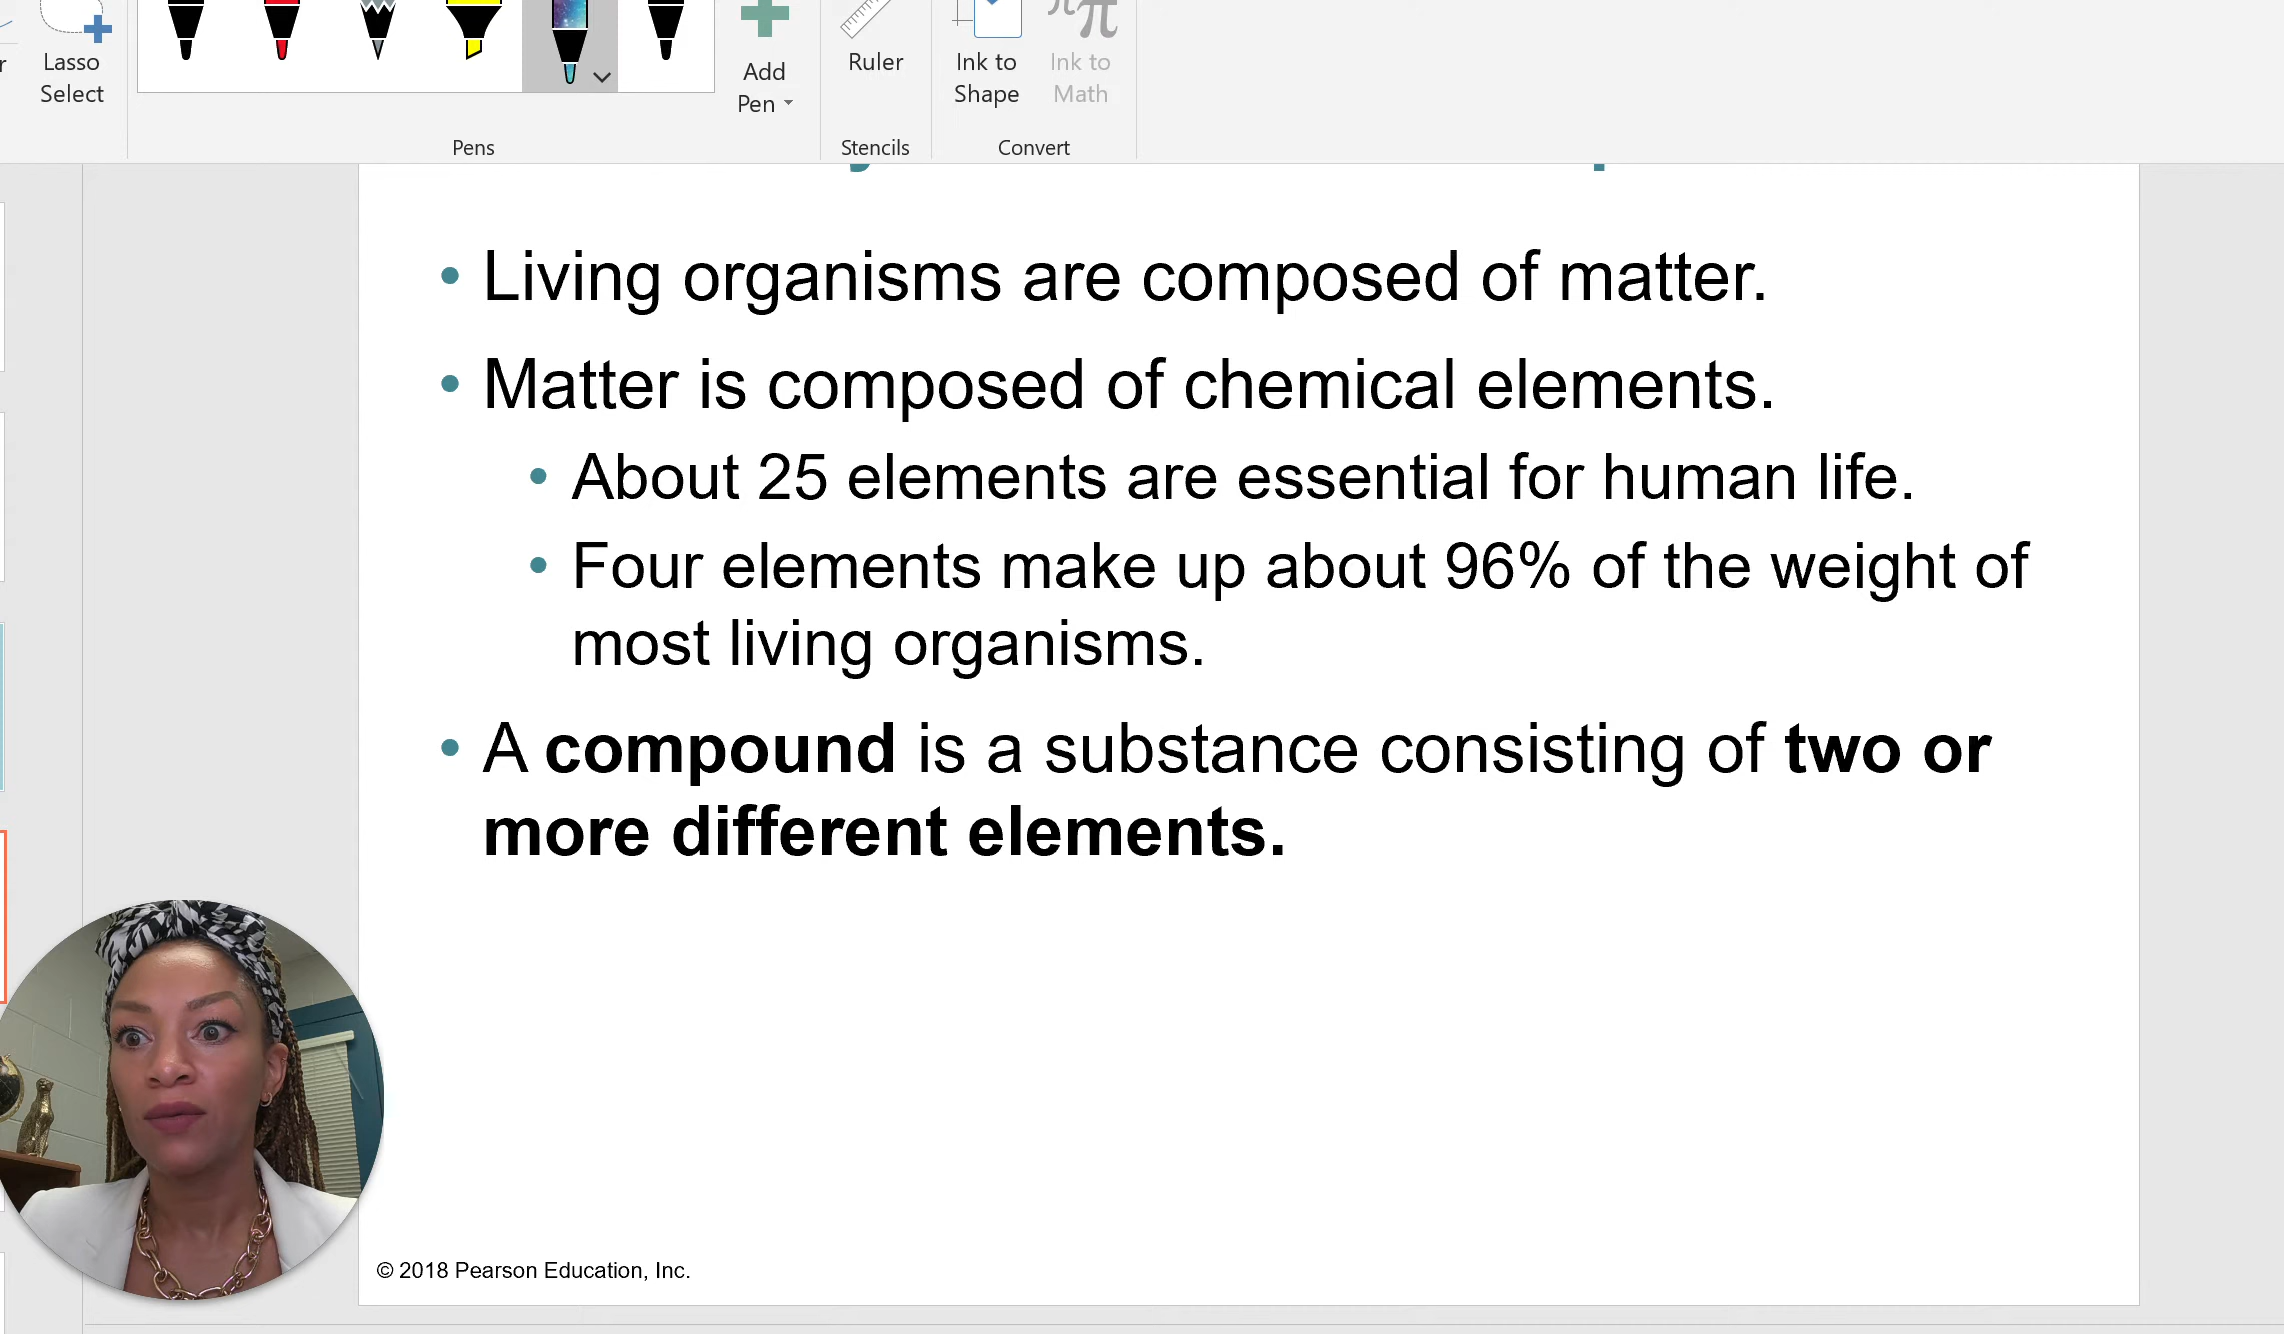 Lasso
Select
Pens
Add
Pen
Ruler
Stencils
Ink to
Shape
Ink to
Math
Convert
• Living organisms are composed of matter.
• Matter is composed of chemical elements.
• About 25 elements are essential for human life.
• Four elements make up about 96% of the weight of
most living organisms.
• A compound is a substance consisting of two or
more different elements.
© 2018 Pearson Education, Inc.